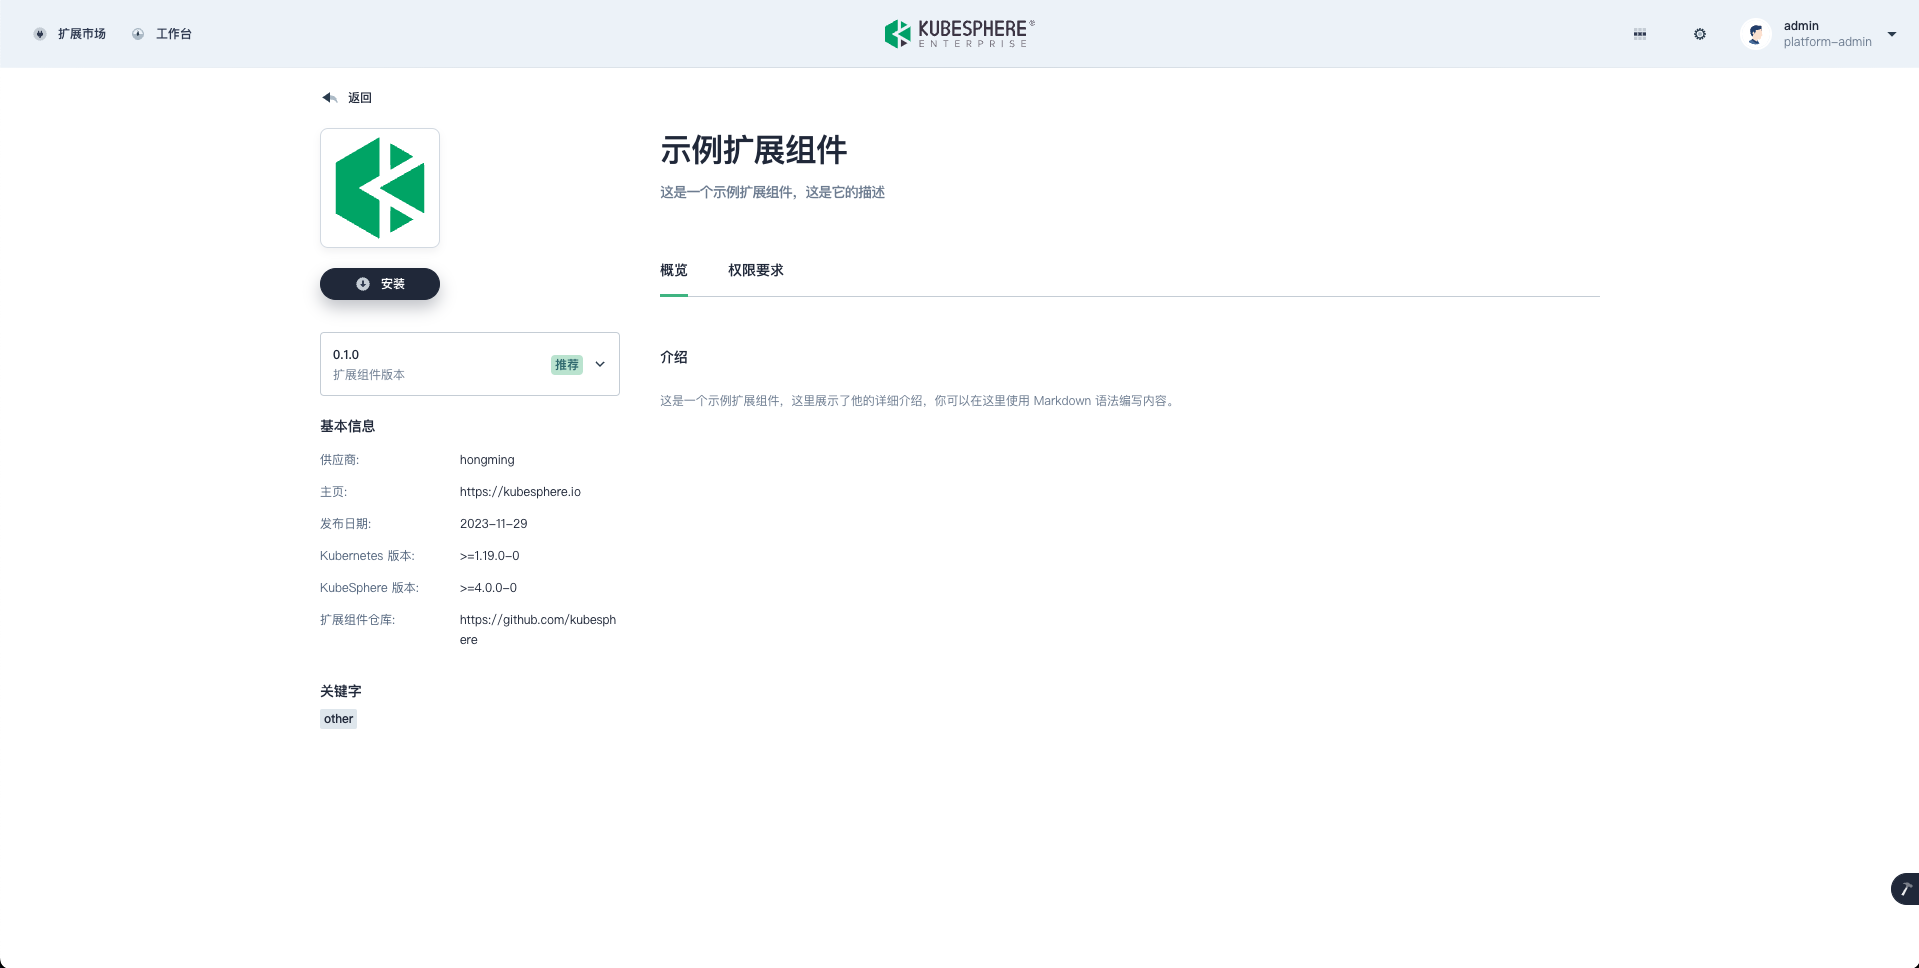 扩展市场
工作台
KUBESPHERE®
ENTERPRISE
admin
platform-admin
返回
示例扩展组件
这是一个示例扩展组件，这是它的描述
安装
概览
权限要求
0.1.0
扩展组件版本
推荐
介绍
这是一个示例扩展组件，这里展示了他的详细介绍，你可以在这里使用 Markdown 语法编写内容。
基本信息
供应商: hongming
主页: https://kubesphere.io
发布日期: 2023-11-29
Kubernetes 版本: >=1.19.0-0
KubeSphere 版本: >=4.0.0-0
扩展组件仓库: https://github.com/kubesph
ere
关键字
other